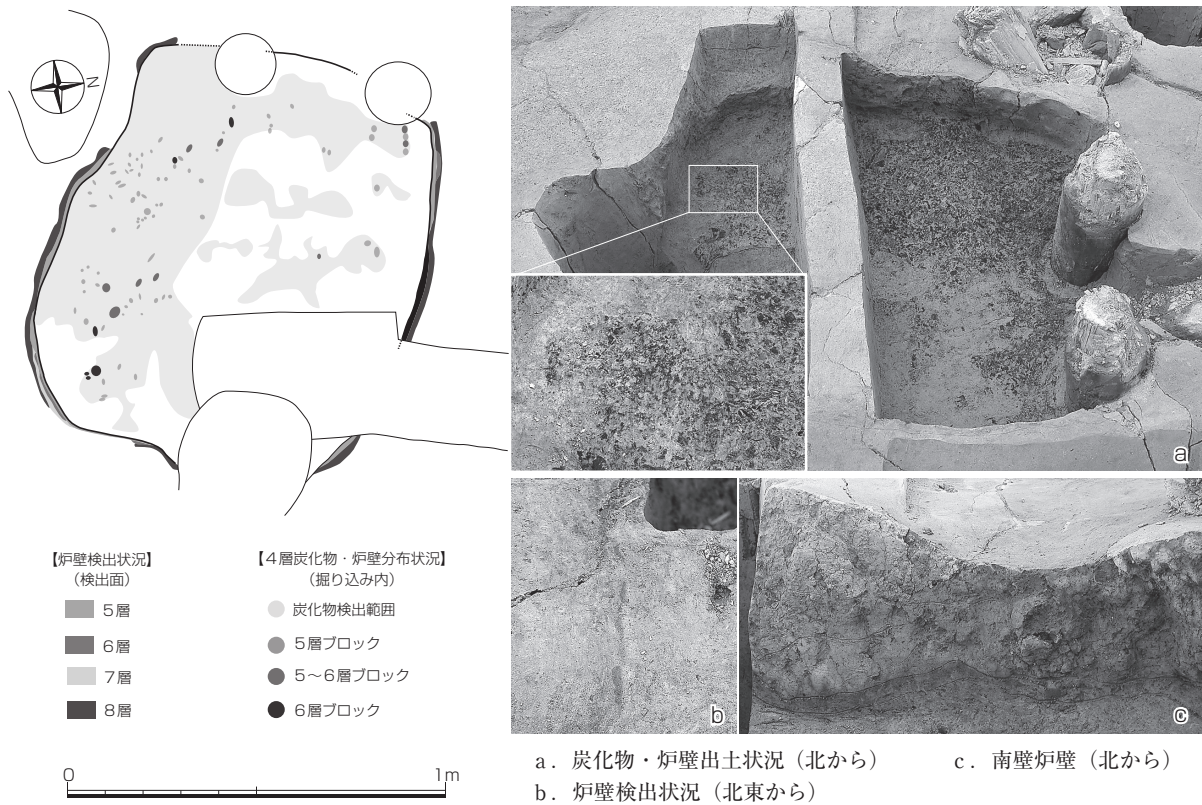 N
【炉壁検出状況】
（検出面）
5層
6層
7層
8層
【4層炭化物・炉壁分布状況】
（掘り込み内）
炭化物検出範囲
5層ブロック
5～6層ブロック
6層ブロック
0 1m
a
b
c
a．炭化物・炉壁出土状況（北から）
b．炉壁検出状況（北東から）
c．南壁炉壁（北から）